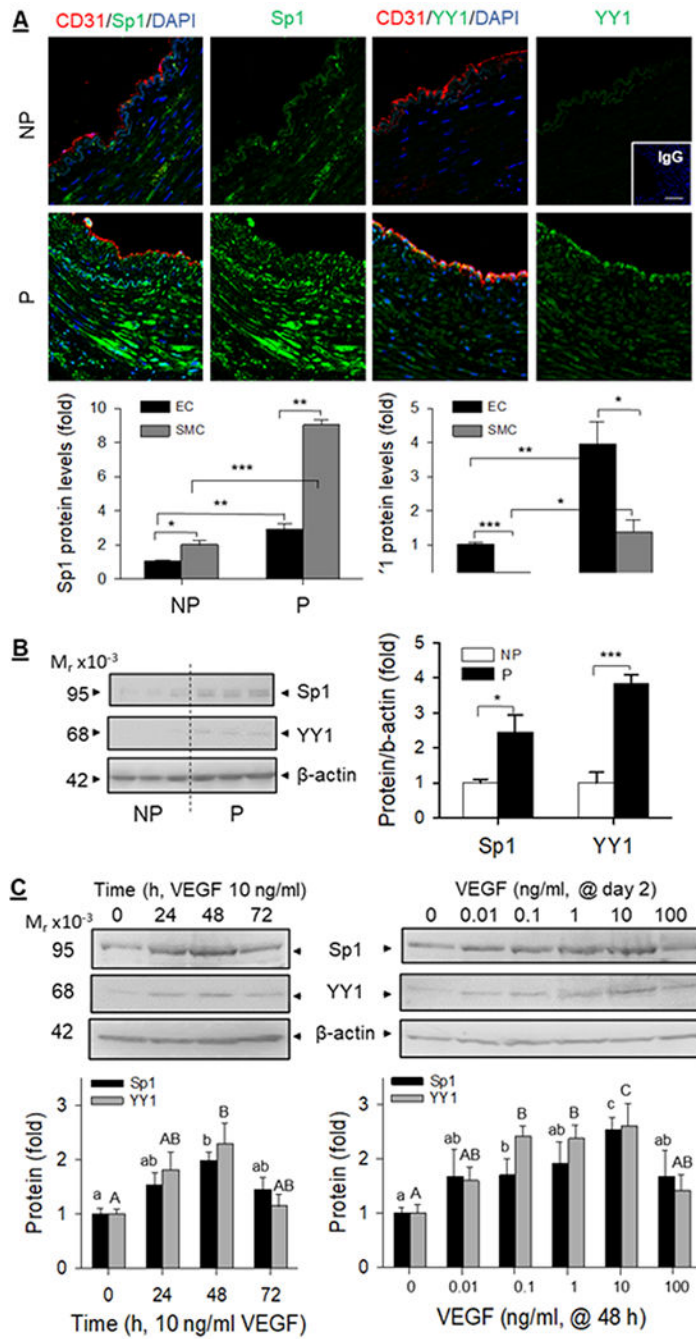 A
CD31/Sp1/DAPI
Sp1
CD31/YY1/DAPI
YY1
NP
IgG
P
Sp1 protein levels (fold)
10
8
6
4
2
0
EC
SMC
*
**
***
**
NP
P
1 protein levels (fold)
5
4
3
2
1
EC
SMC
***
**
*
*
B
Mr x10-3
95
68
42
Sp1
YY1
β-actin
NP
P
Protein/b-actin (fold)
5
4
3
2
1
0
NP
P
*
***
Sp1
YY1
C
Time (h, VEGF 10 ng/ml)
Mr x10-3
0 24 48 72
95
68
42
VEGF (ng/ml, @ day 2)
0 0.01 0.1 1 10 100
Sp1
YY1
β-actin
Protein (fold)
3
2
1
0
Sp1
YY1
a A ab AB b B ab AB
0 24 48 72
Time (h, 10 ng/ml VEGF)
Protein (fold)
3
2
1
0
Sp1
YY1
a A ab AB b B ab B c C ab AB
0 0.01 0.1 1 10 100
VEGF (ng/ml, @ 48 h)